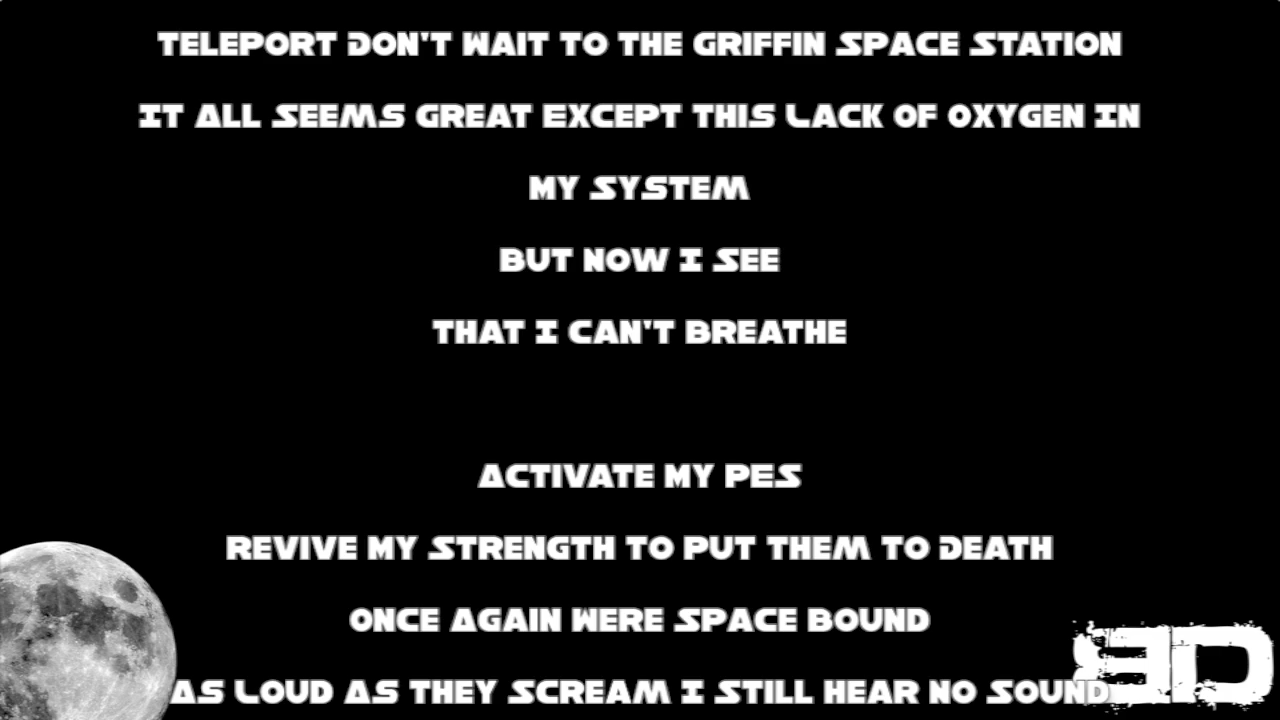 TELEPORT DON'T WAIT TO THE GRIFFIN SPACE STATION
IT ALL SEEMS GREAT EXCEPT THIS LACK OF OXYGEN IN
MY SYSTEM
BUT NOW I SEE
THAT I CAN'T BREATHE
ACTIVATE MY PES
REVIVE MY STRENGTH TO PUT THEM TO DEATH
ONCE AGAIN WERE SPACE BOUND
AS LOUD AS THEY SCREAM I STILL HEAR NO SOUND